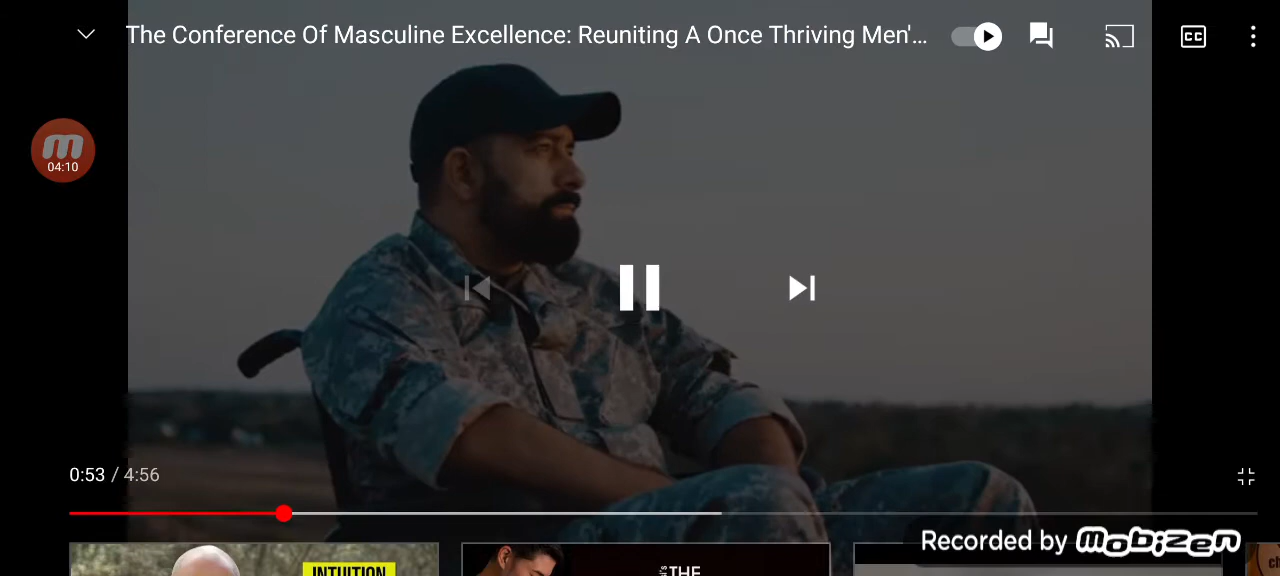 The Conference Of Masculine Excellence: Reuniting A Once Thriving Men'...
CC
m
04:10
0:53 / 4:56
Recorded by mobizen
INTUITION
THE